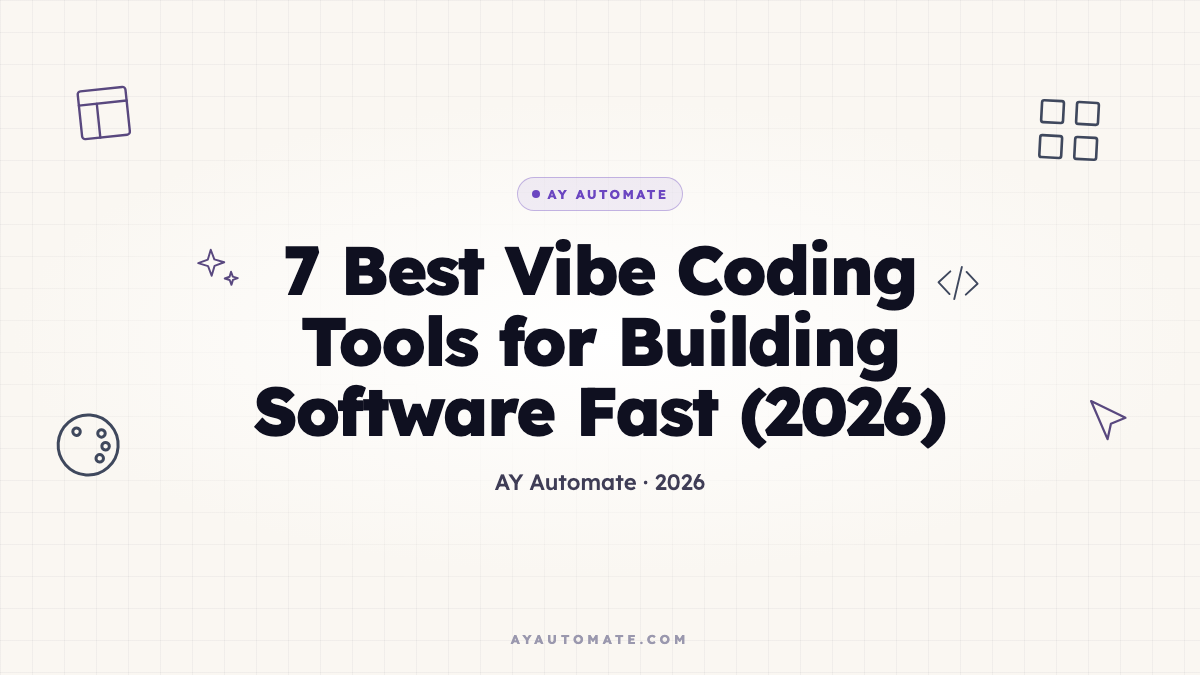 AY AUTOMATE
7 Best Vibe Coding
Tools for Building
Software Fast (2026)
AY Automate · 2026
AYAUTOMATE.COM